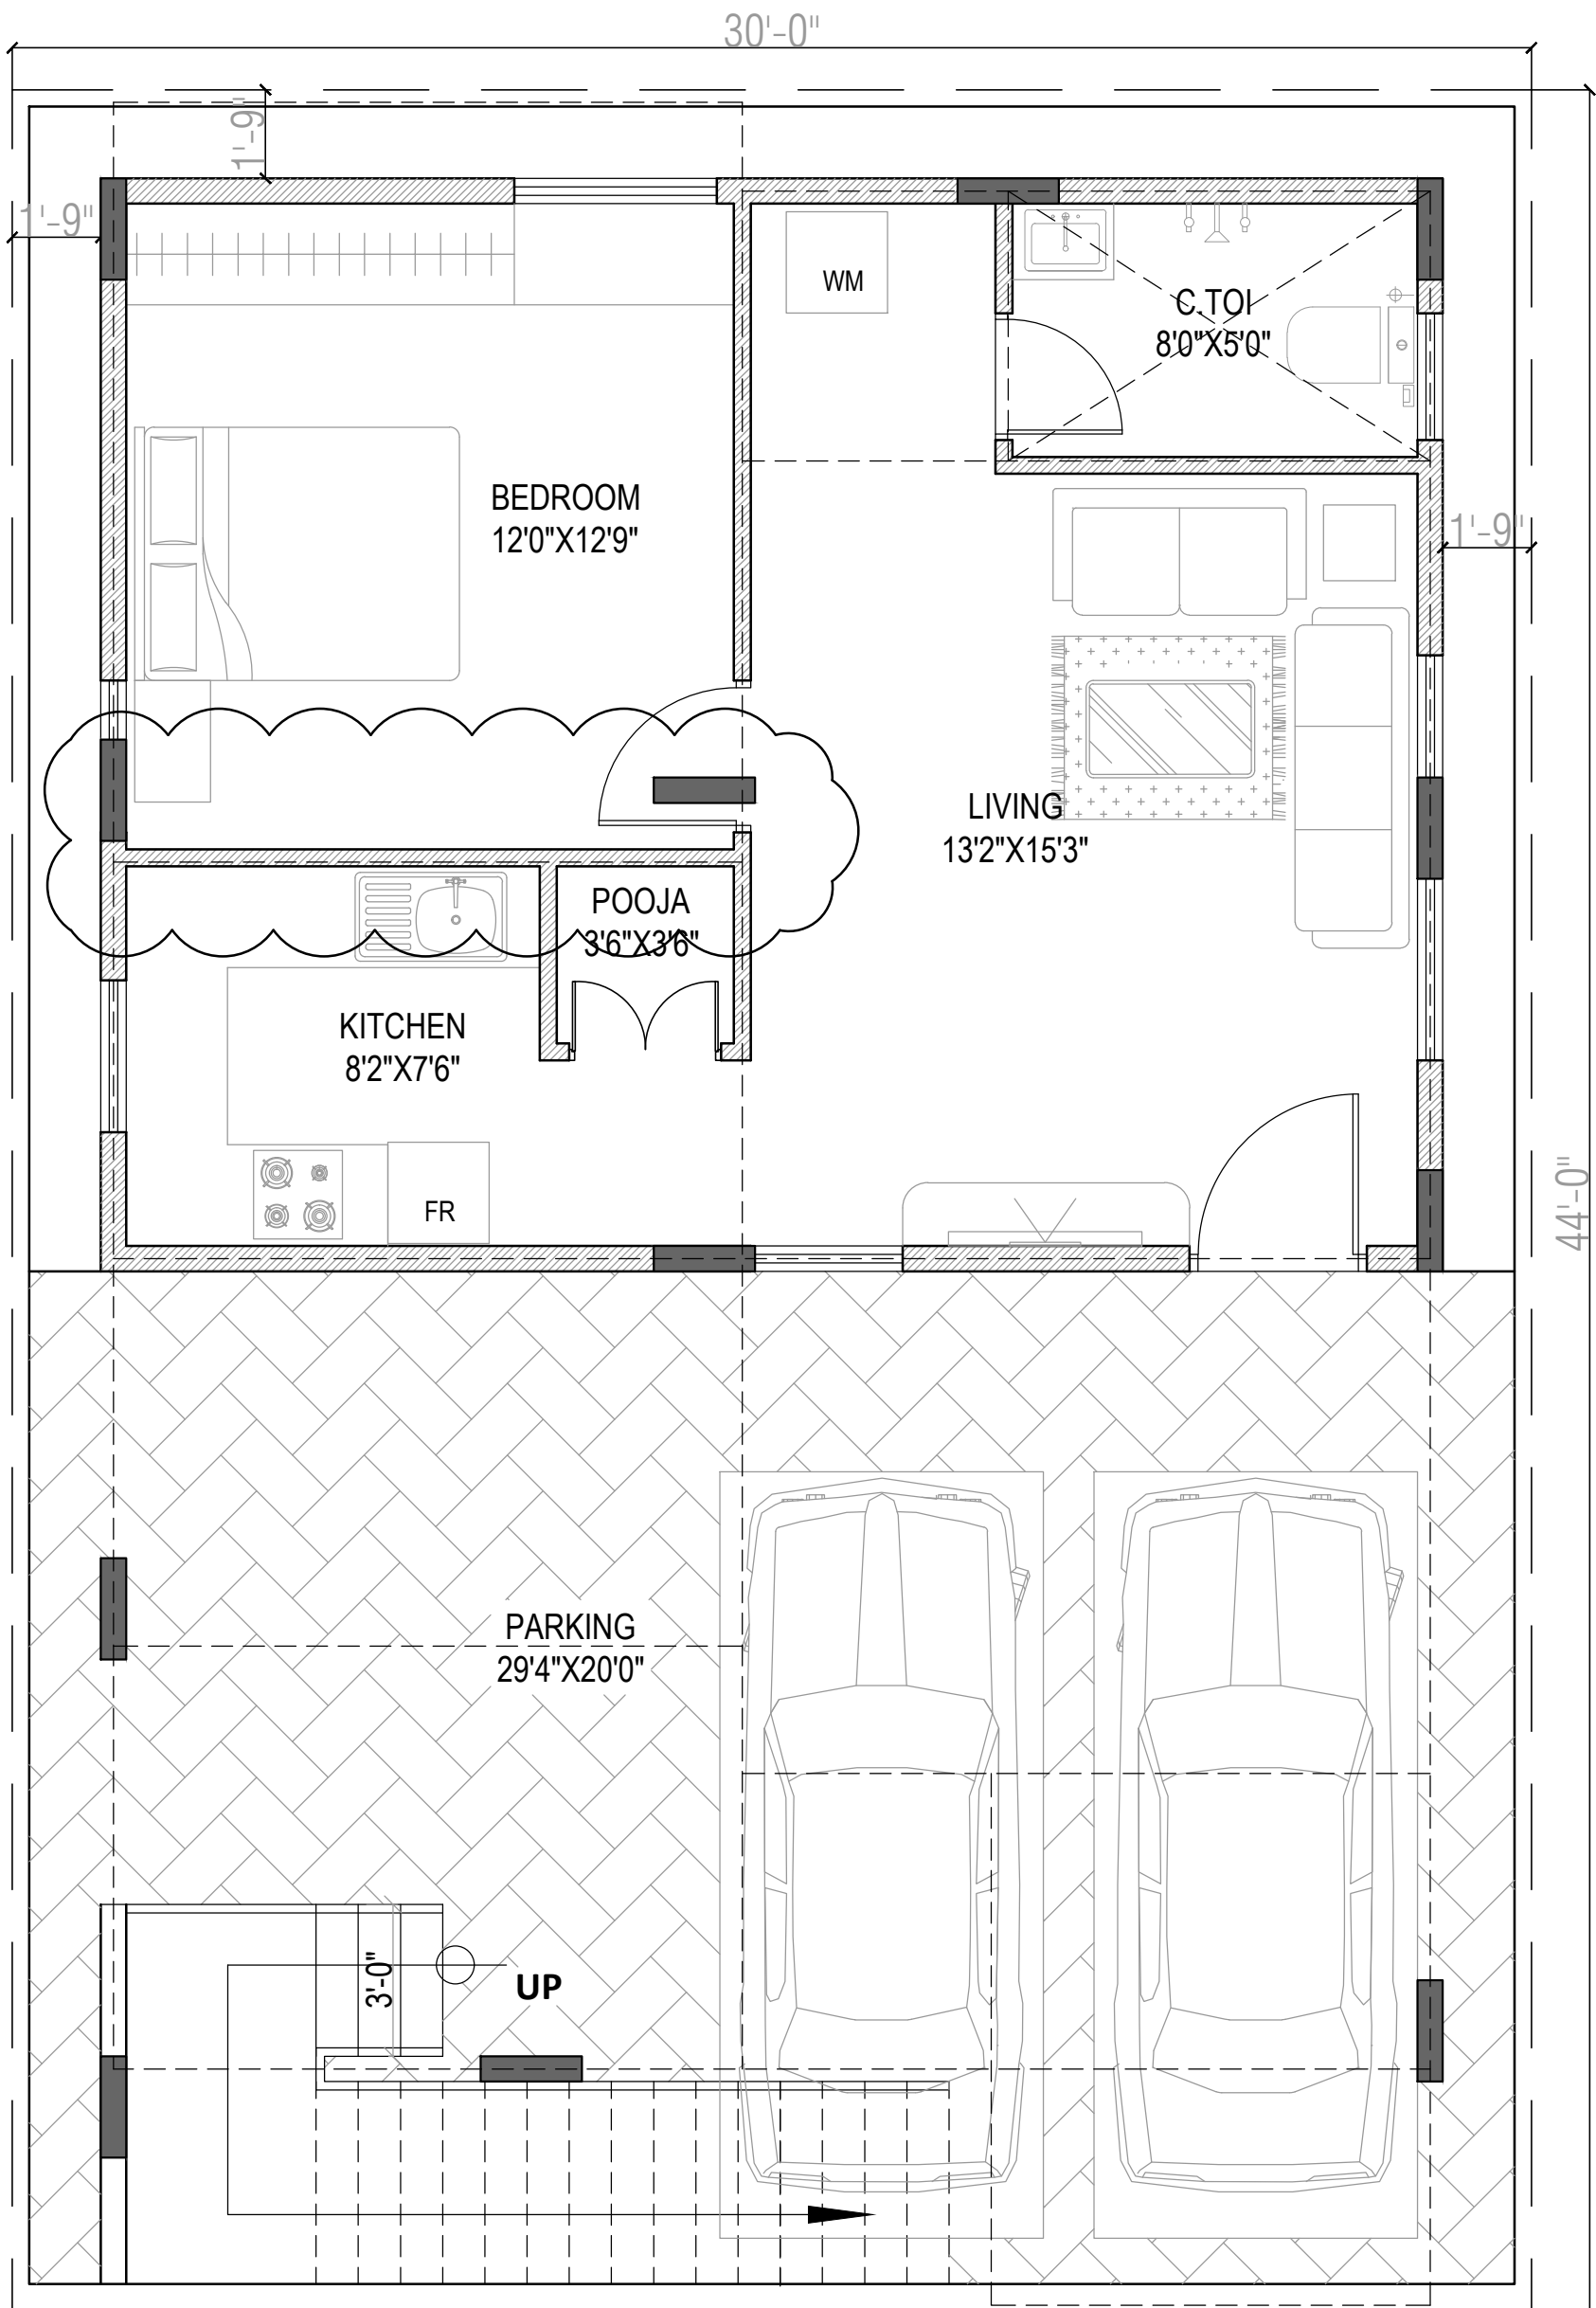 30'-0"
1'-9"
1'-9"
WM
C.TOI
8'0"X5'0"
BEDROOM
12'0"X12'9"
1'-9"
LIVING
13'2"X15'3"
POOJA
3'6"X3'6"
KITCHEN
8'2"X7'6"
FR
44'-0"
PARKING
29'4"X20'0"
3'-0"
UP